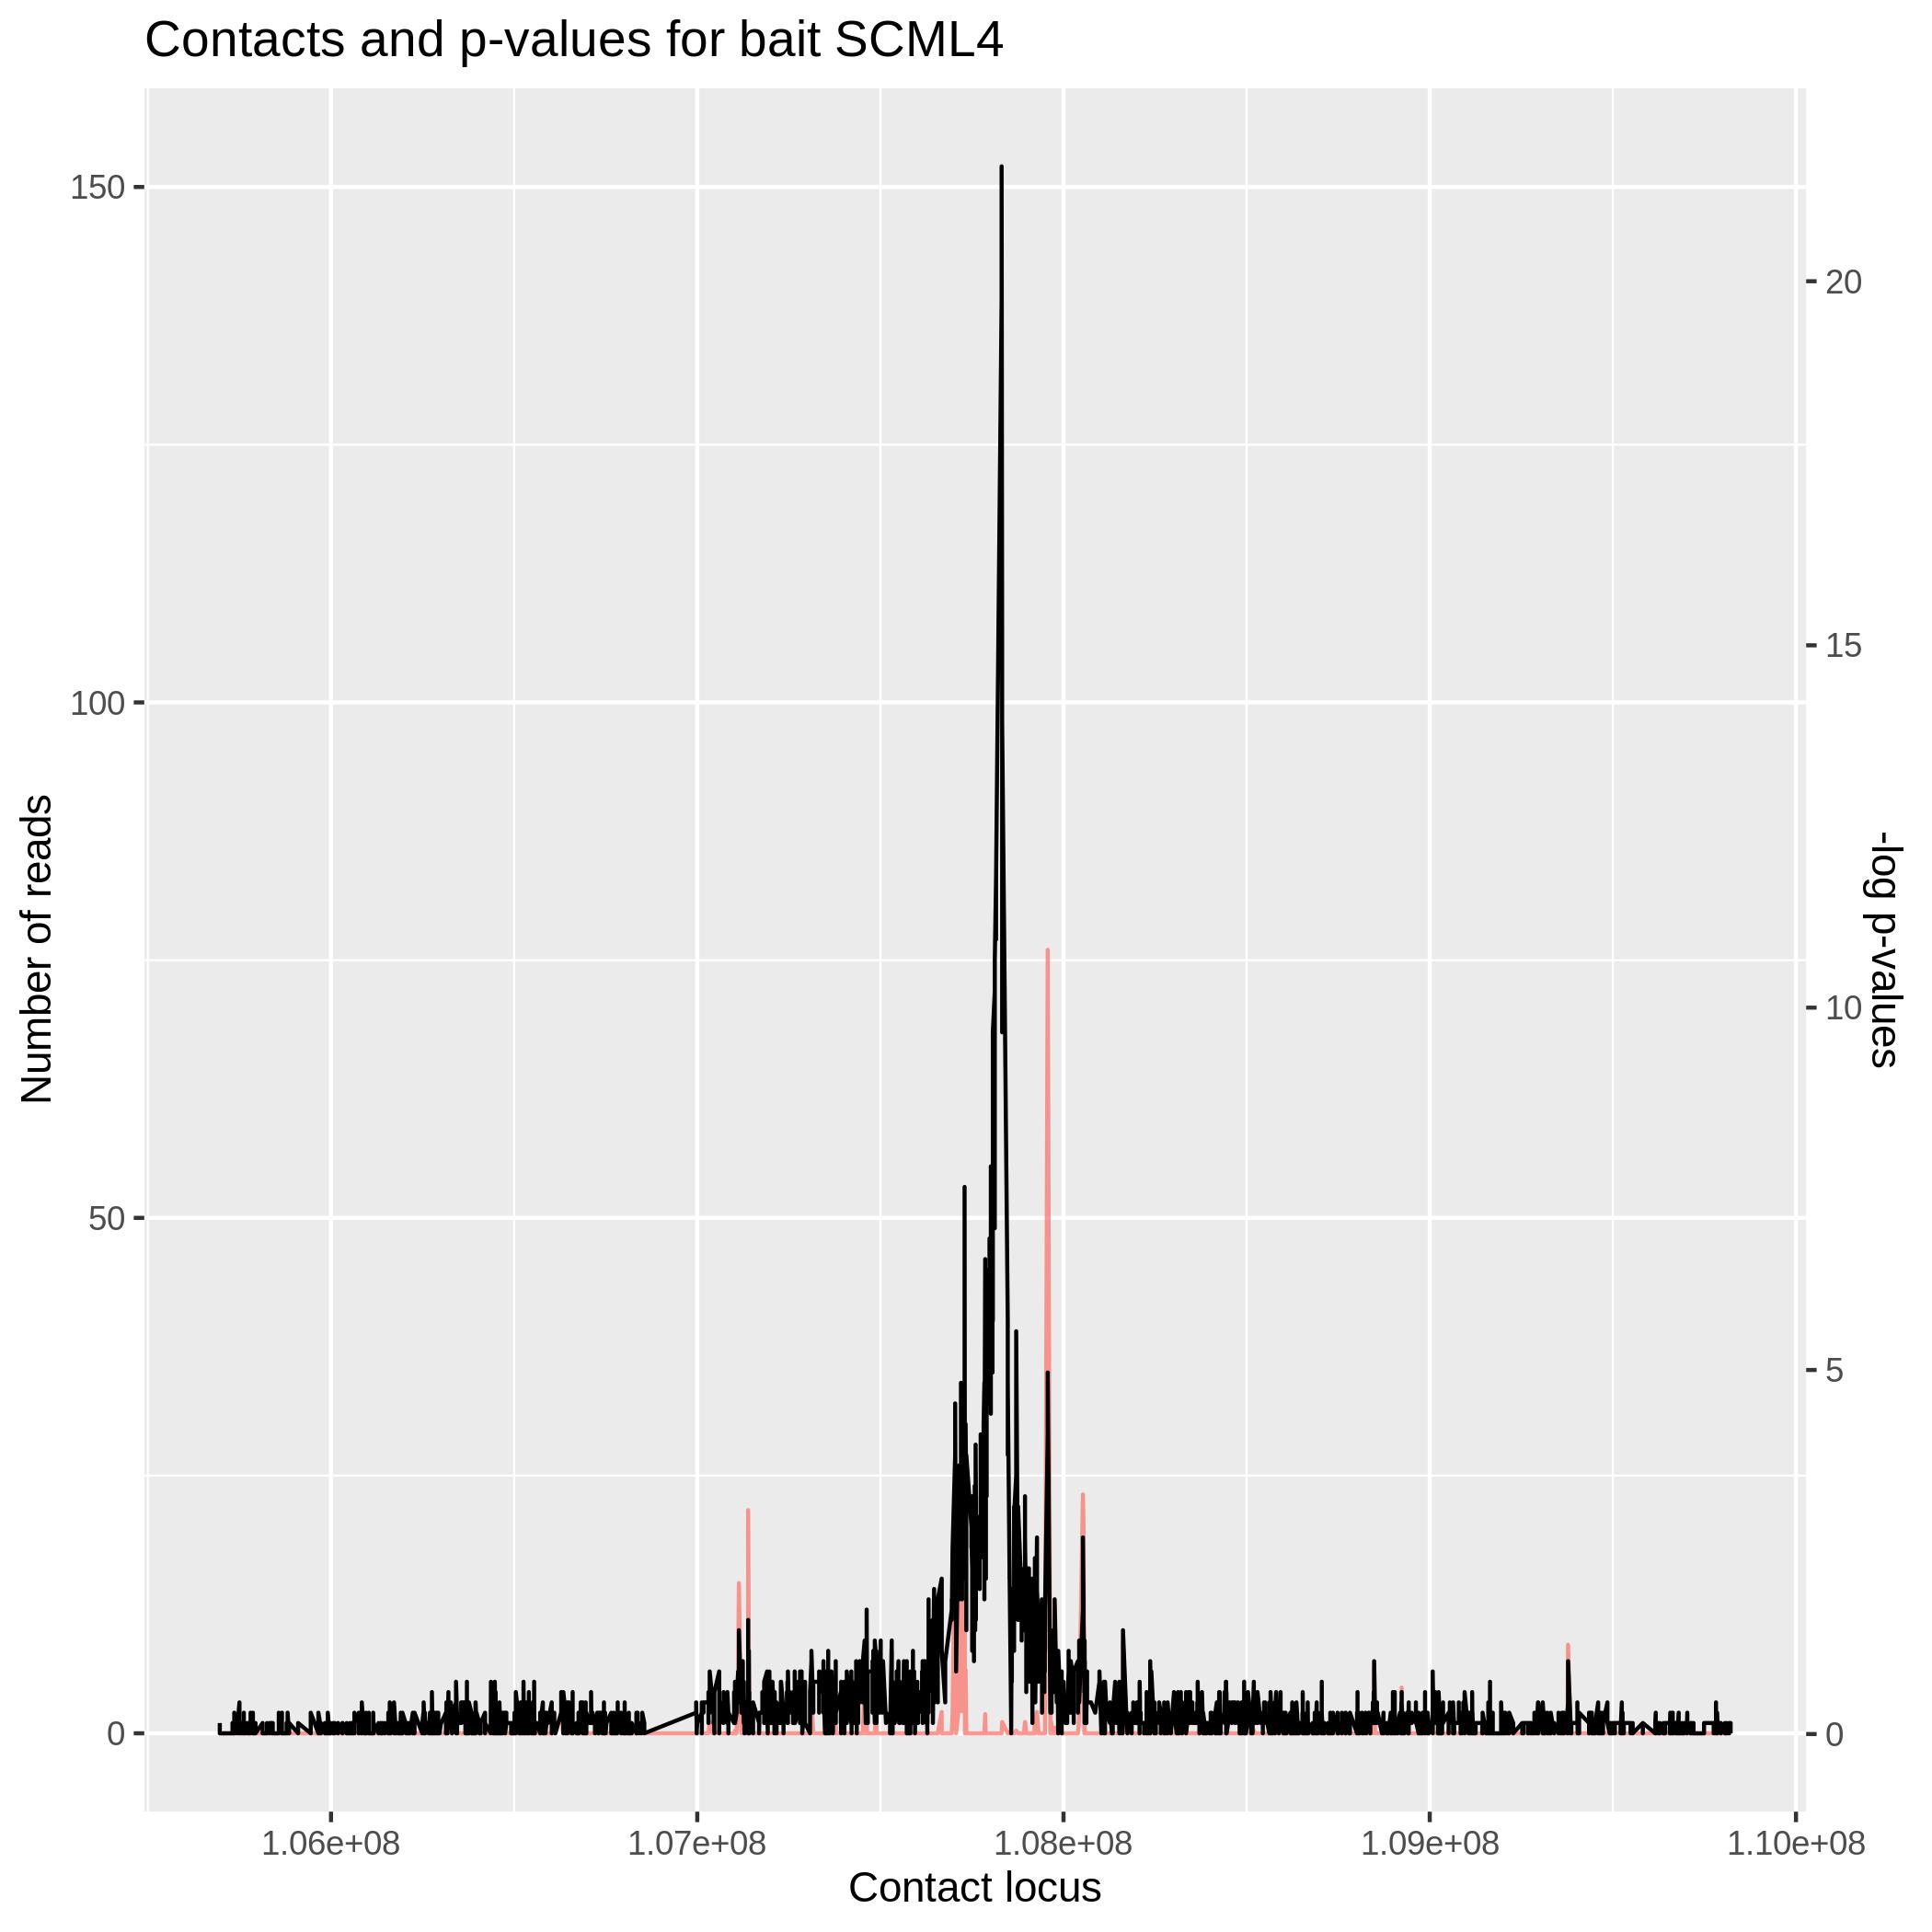 Contacts and p-values for bait SCML4
150
100
50
0
Number of reads
20
15
10
5
0
-log p-values
1.06e+08
1.07e+08
1.08e+08
1.09e+08
1.10e+08
Contact locus